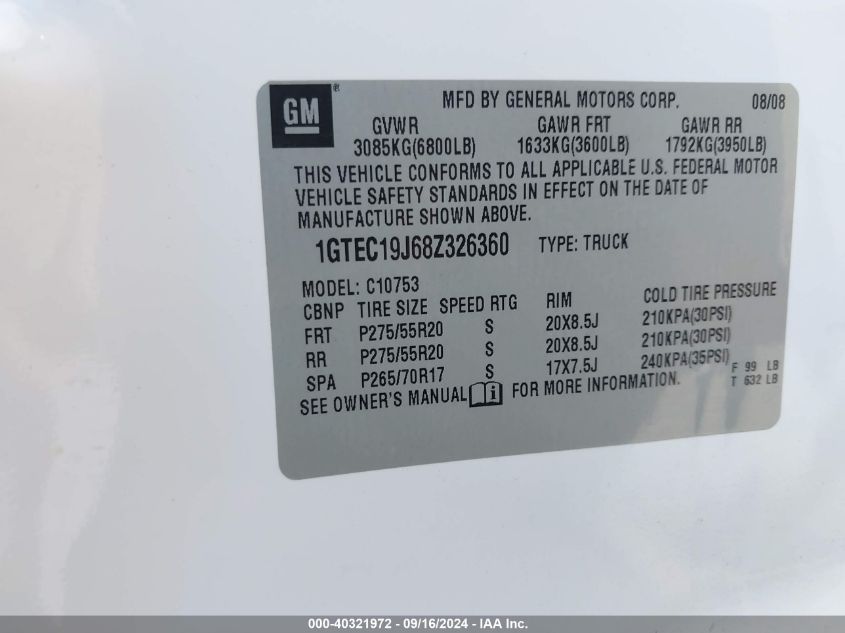 GM ®
MFD BY GENERAL MOTORS CORP. 08/08
GVWR GAWR FRT GAWR RR
3085KG(6800LB) 1633KG(3600LB) 1792KG(3950LB)
THIS VEHICLE CONFORMS TO ALL APPLICABLE U.S. FEDERAL MOTOR
VEHICLE SAFETY STANDARDS IN EFFECT ON THE DATE OF
MANUFACTURE SHOWN ABOVE.
1GTEC19J68Z326360 TYPE: TRUCK
MODEL: C10753
CBNP TIRE SIZE SPEED RTG RIM COLD TIRE PRESSURE
FRT P275/55R20 S 20X8.5J 210KPA(30PSI)
RR P275/55R20 S 20X8.5J 210KPA(30PSI)
SPA P265/70R17 S 17X7.5J 240KPA(35PSI) F 99 LB
T 632 LB
SEE OWNER'S MANUAL i FOR MORE INFORMATION.
000-40321972 - 09/16/2024 - IAA Inc.